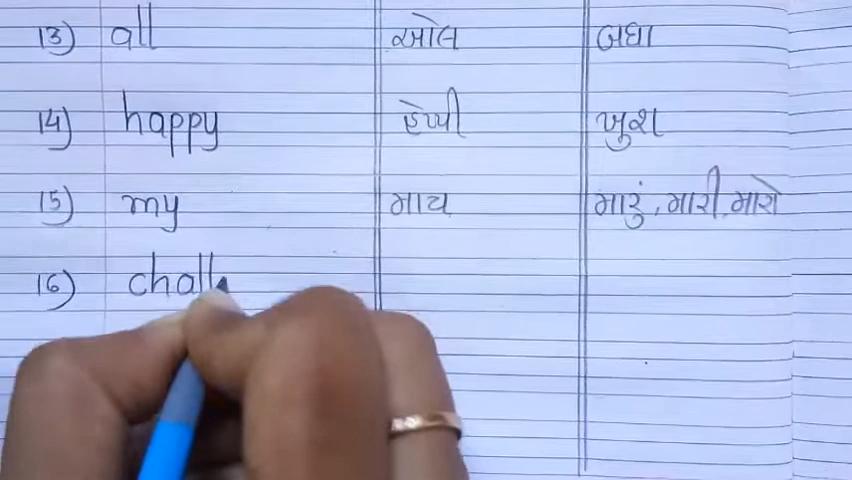 13) all ઓલ બધા
14) happy હેપ્પી ખુશ
15) my માય મારું, મારી, મારો
16) chall